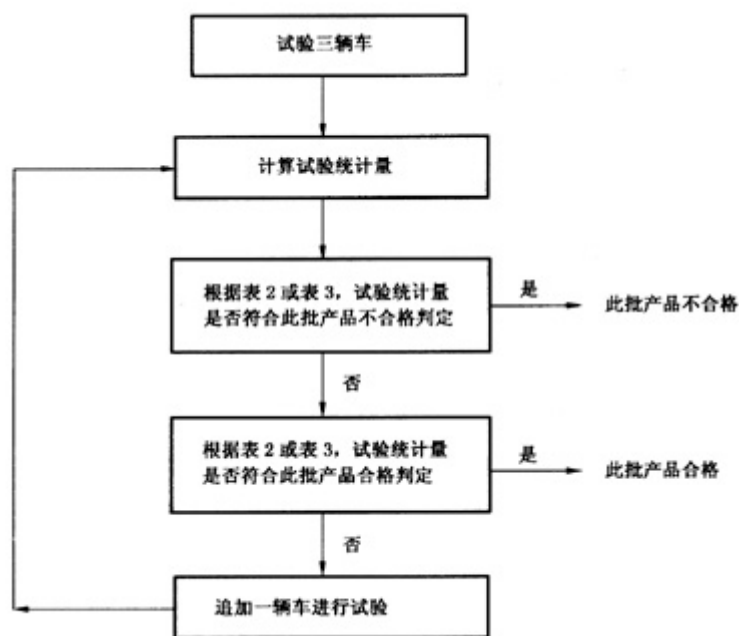 试验三辆车
计算试验统计量
根据表2或表3，试验统计量
是否符合此批产品不合格判定
是
此批产品不合格
否
根据表2或表3，试验统计量
是否符合此批产品合格判定
是
此批产品合格
否
追加一辆车进行试验